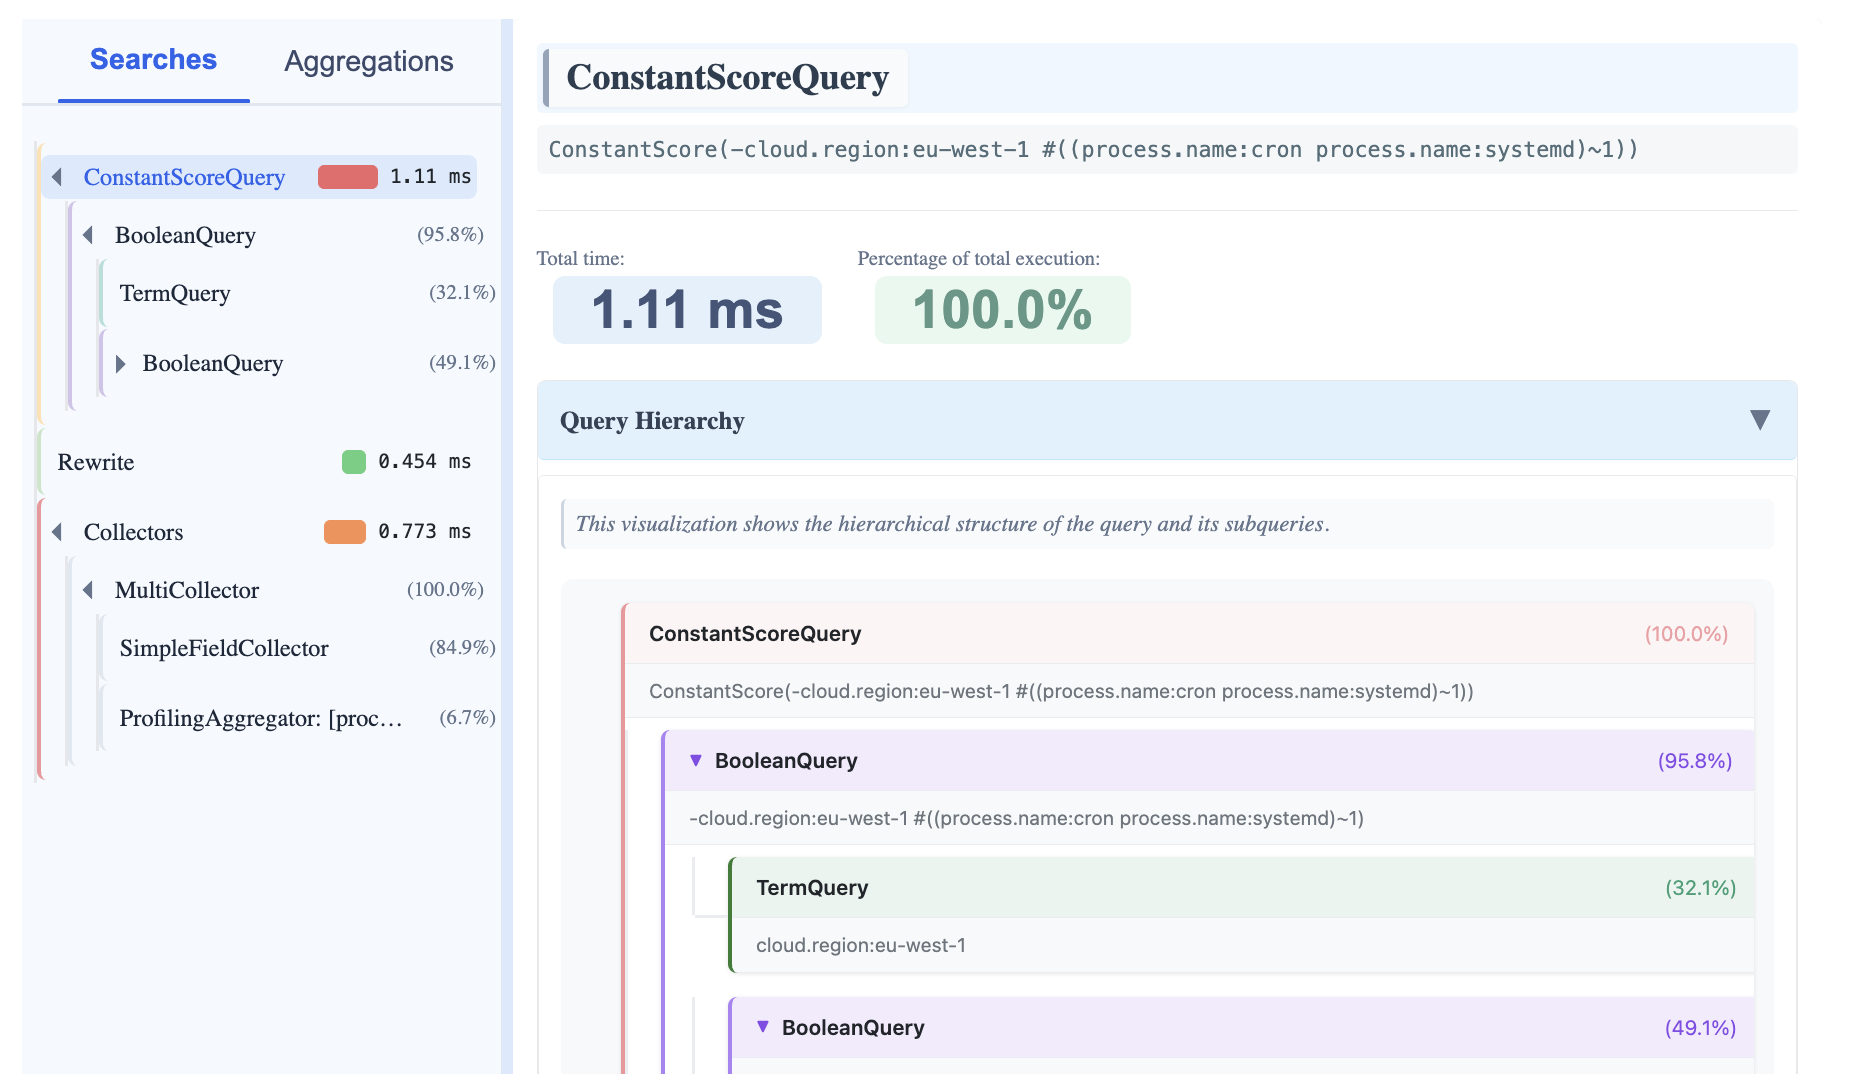 Searches Aggregations
ConstantScoreQuery 1.11 ms
BooleanQuery (95.8%)
TermQuery (32.1%)
BooleanQuery (49.1%)
Rewrite 0.454 ms
Collectors 0.773 ms
MultiCollector (100.0%)
SimpleFieldCollector (84.9%)
ProfilingAggregator: [proc... (6.7%)
ConstantScoreQuery
ConstantScore(-cloud.region:eu-west-1 #((process.name:cron process.name:systemd)~1))
Total time: Percentage of total execution:
1.11 ms 100.0%
Query Hierarchy
This visualization shows the hierarchical structure of the query and its subqueries.
ConstantScoreQuery (100.0%)
ConstantScore(-cloud.region:eu-west-1 #((process.name:cron process.name:systemd)~1))
BooleanQuery (95.8%)
-cloud.region:eu-west-1 #((process.name:cron process.name:systemd)~1)
TermQuery (32.1%)
cloud.region:eu-west-1
BooleanQuery (49.1%)